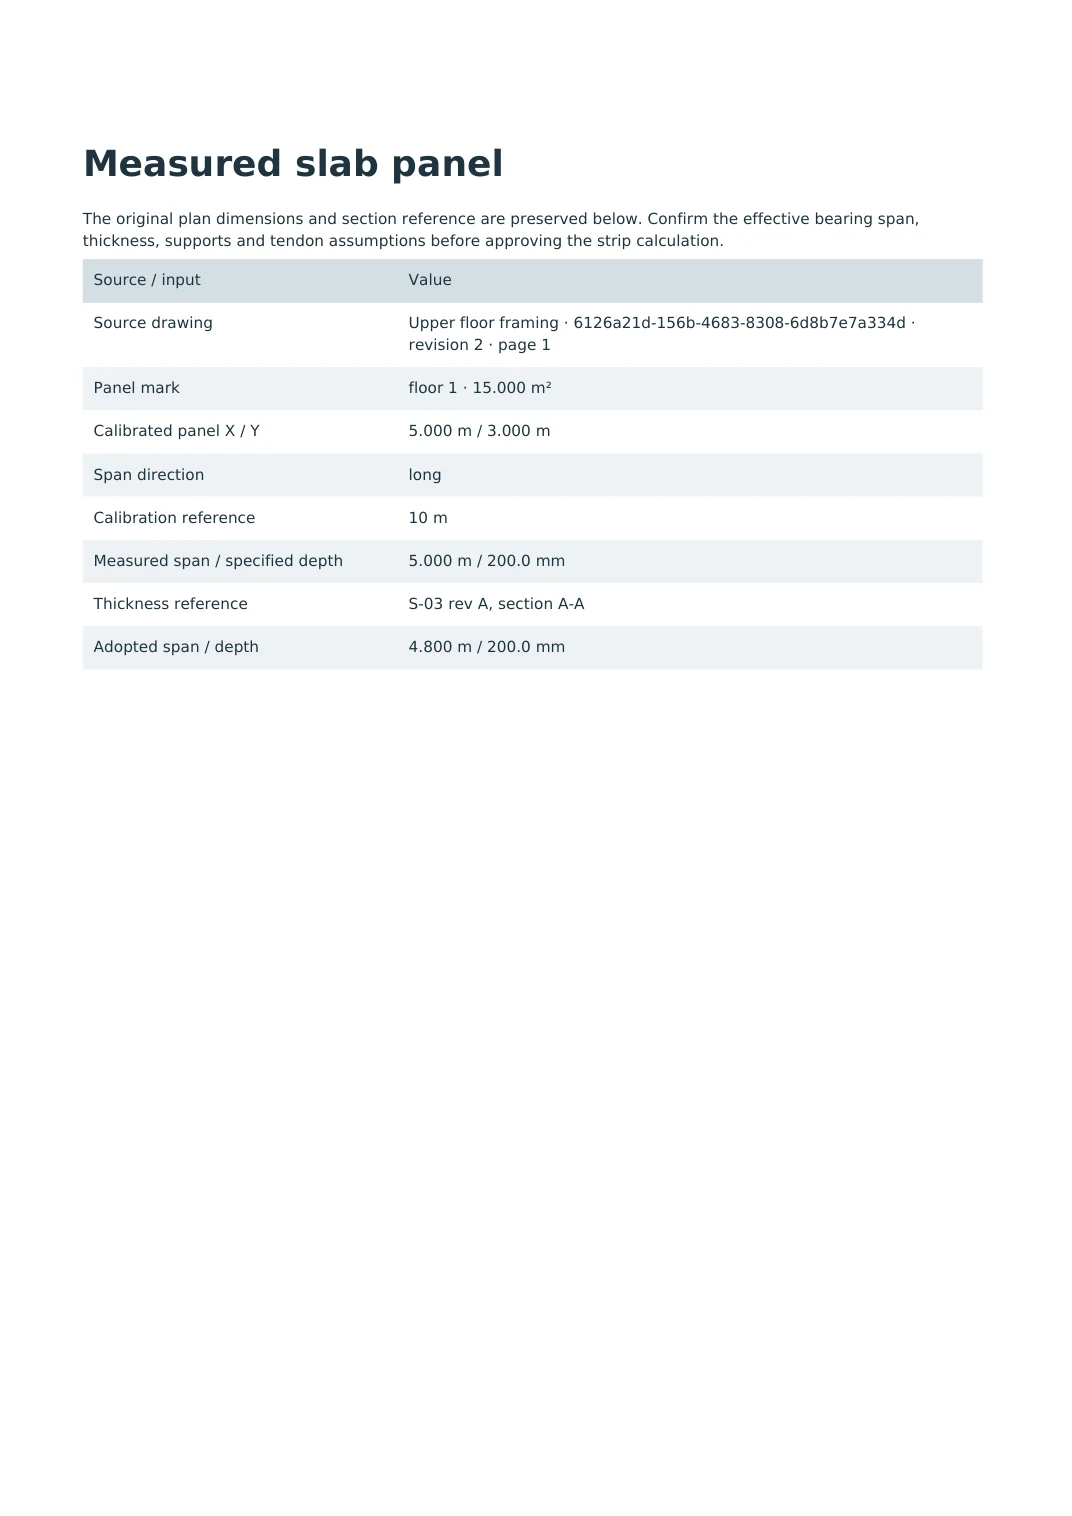 Measured slab panel
The original plan dimensions and section reference are preserved below. Confirm the effective bearing span,
thickness, supports and tendon assumptions before approving the strip calculation.
Source / input Value
Source drawing Upper floor framing · 6126a21d-156b-4683-8308-6d8b7e7a334d ·
revision 2 · page 1
Panel mark floor 1 · 15.000 m²
Calibrated panel X / Y 5.000 m / 3.000 m
Span direction long
Calibration reference 10 m
Measured span / specified depth 5.000 m / 200.0 mm
Thickness reference S-03 rev A, section A-A
Adopted span / depth 4.800 m / 200.0 mm